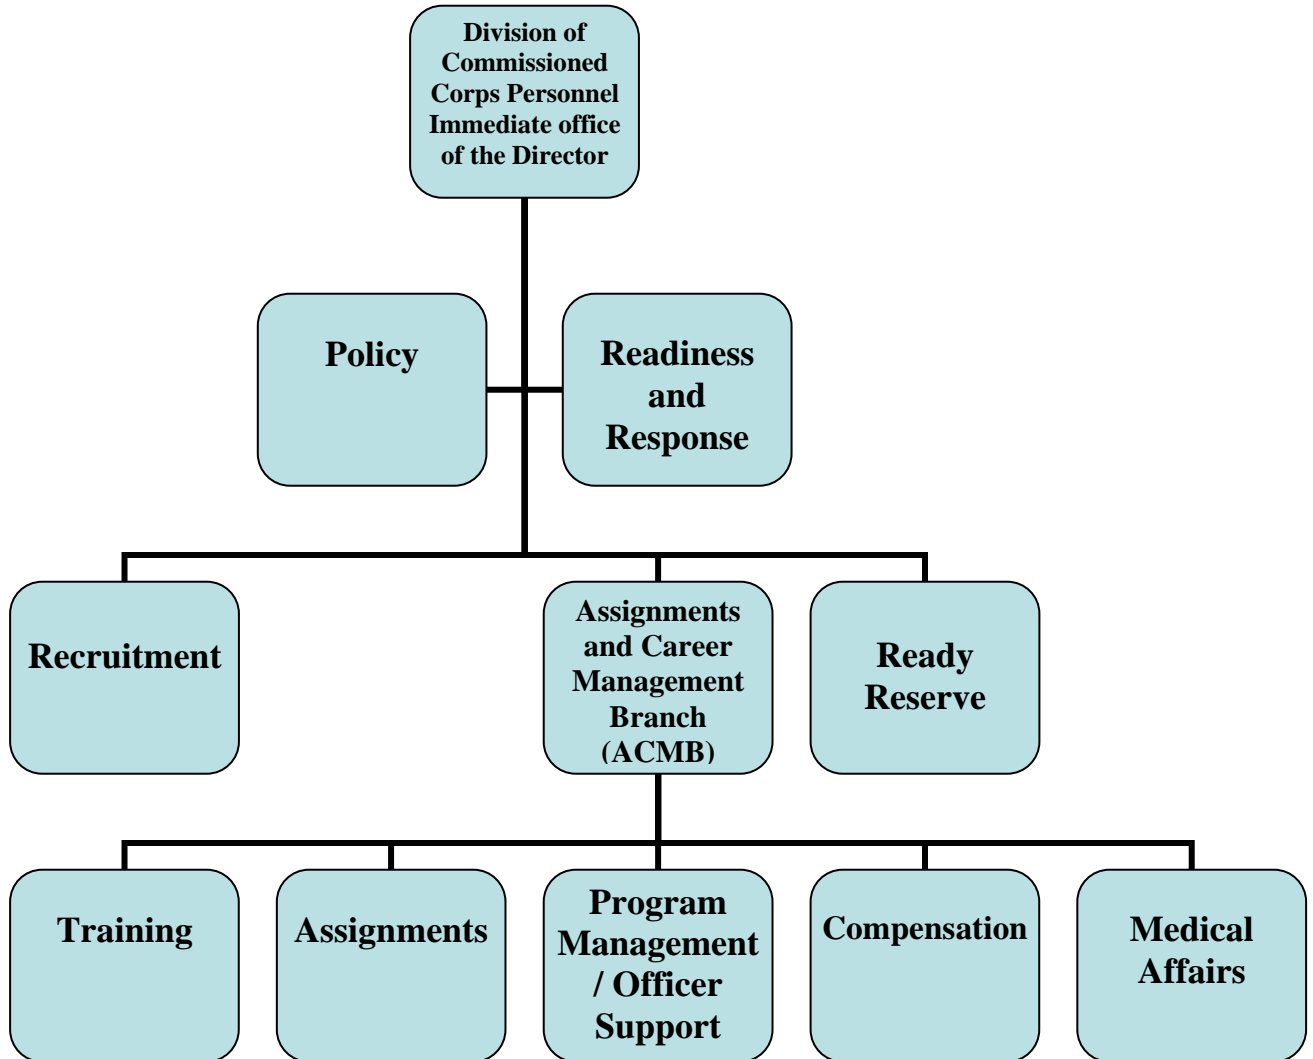 Division of
Commissioned
Corps Personnel
Immediate office
of the Director
Policy
Readiness
and
Response
Recruitment
Assignments
and Career
Management
Branch
(ACMB)
Ready
Reserve
Training
Assignments
Program
Management
/ Officer
Support
Compensation
Medical
Affairs